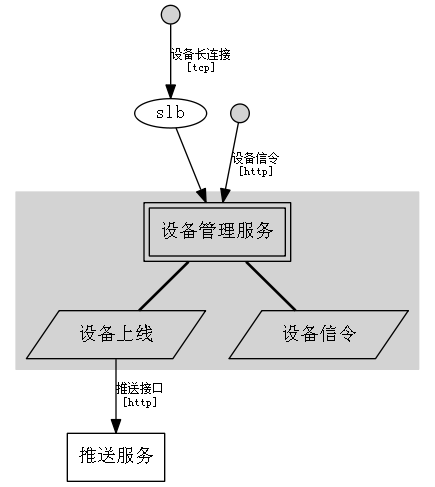 设备长连接
[tcp]
slb
设备信令
[http]
设备管理服务
设备上线
设备信令
推送接口
[http]
推送服务